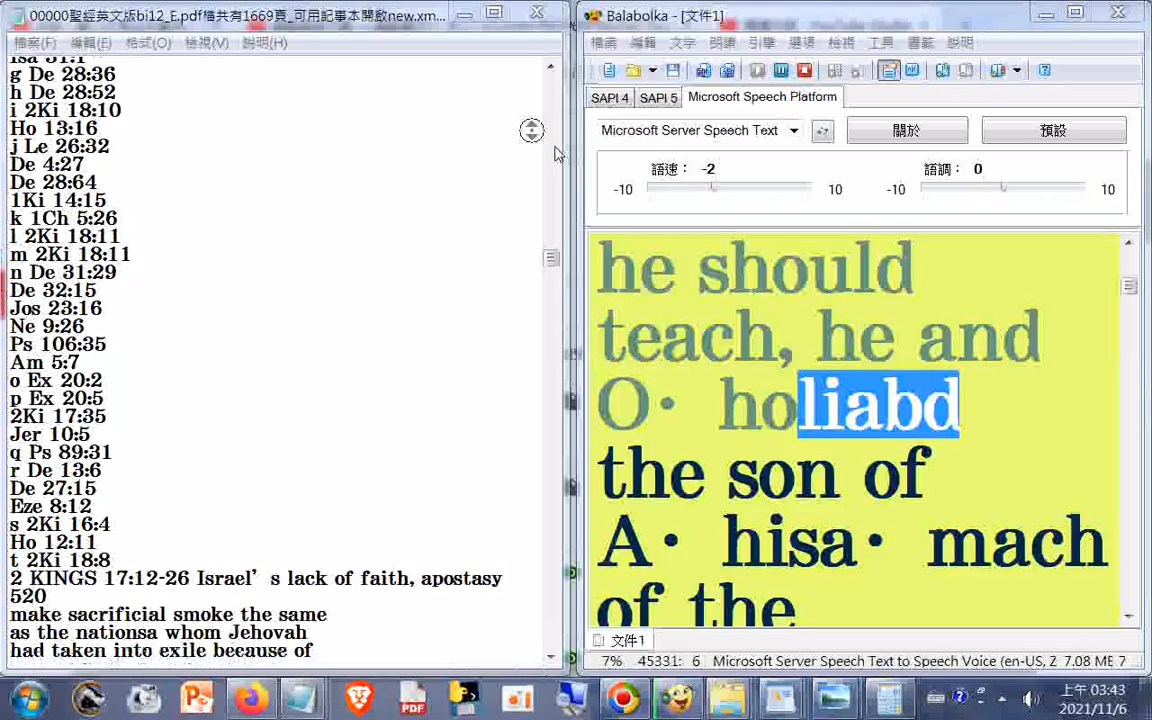 00000聖經英文版bi12_E.pdf檔共有1669頁_可用記事本開啟new.xm...
檔案(F) 編輯(E) 格式(O) 檢視(V) 說明(H)
Isa 31:1
g De 28:36
h De 28:52
i 2Ki 18:10
Ho 13:16
j Le 26:32
De 4:27
De 28:64
1Ki 14:15
k 1Ch 5:26
l 2Ki 18:11
m 2Ki 18:11
n De 31:29
De 32:15
Jos 23:16
Ne 9:26
Ps 106:35
Am 5:7
o Ex 20:2
p Ex 20:5
2Ki 17:35
Jer 10:5
q Ps 89:31
r De 13:6
De 27:15
Eze 8:12
s 2Ki 16:4
Ho 12:11
t 2Ki 18:8
2 KINGS 17:12-26 Israel’s lack of faith, apostasy
520
make sacrificial smoke the same
as the nationsa whom Jehovah
had taken into exile because of
Balabolka - [文件1]
檔案 編輯 文字 朗讀 引擎 選項 檢視 工具 書籤 說明
SAPI 4 SAPI 5 Microsoft Speech Platform
Microsoft Server Speech Text 關於 預設
語速： -2 語調： 0
-10 10 -10 10
he should
teach, he and
O· holiabd
the son of
A· hisa· mach
of the
文件1
7% 45331: 6 Microsoft Server Speech Text to Speech Voice (en-US, 2 7.08 MB 7
PDF
上午 03:43
2021/11/6